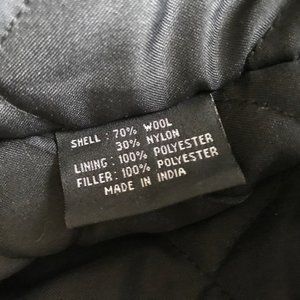 SHELL: 70% WOOL
30% NYLON
LINING: 100% POLYESTER
FILLER: 100% POLYESTER
MADE IN INDIA